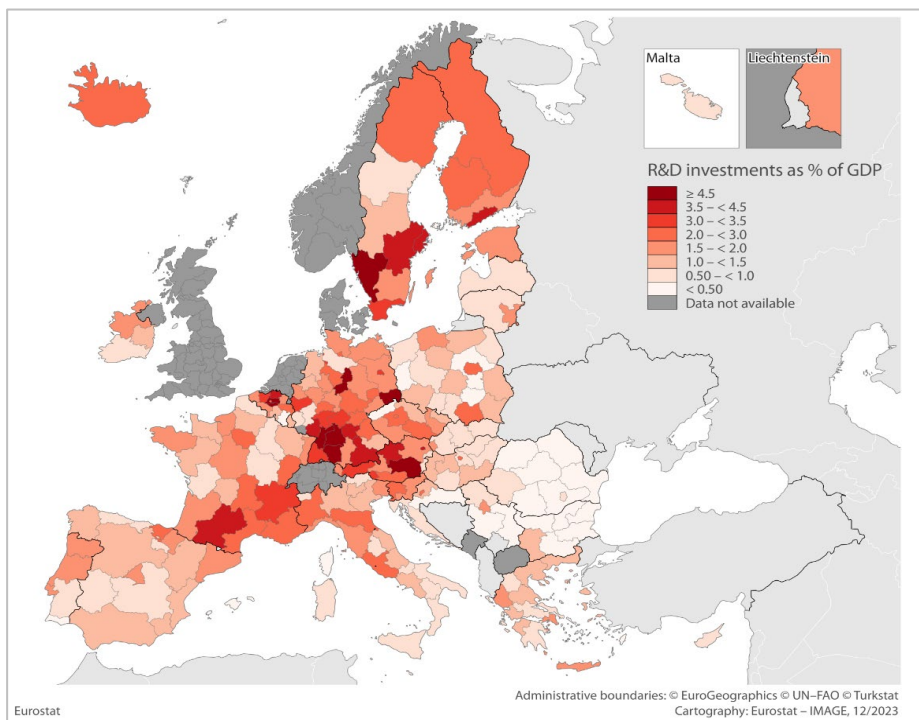 Malta
Liechtenstein
R&D investments as % of GDP
≥ 4.5
3.5 – < 4.5
3.0 – < 3.5
2.0 – < 3.0
1.5 – < 2.0
1.0 – < 1.5
0.50 – < 1.0
< 0.50
Data not available
Administrative boundaries: © EuroGeographics © UN–FAO © Turkstat
Eurostat
Cartography: Eurostat – IMAGE, 12/2023